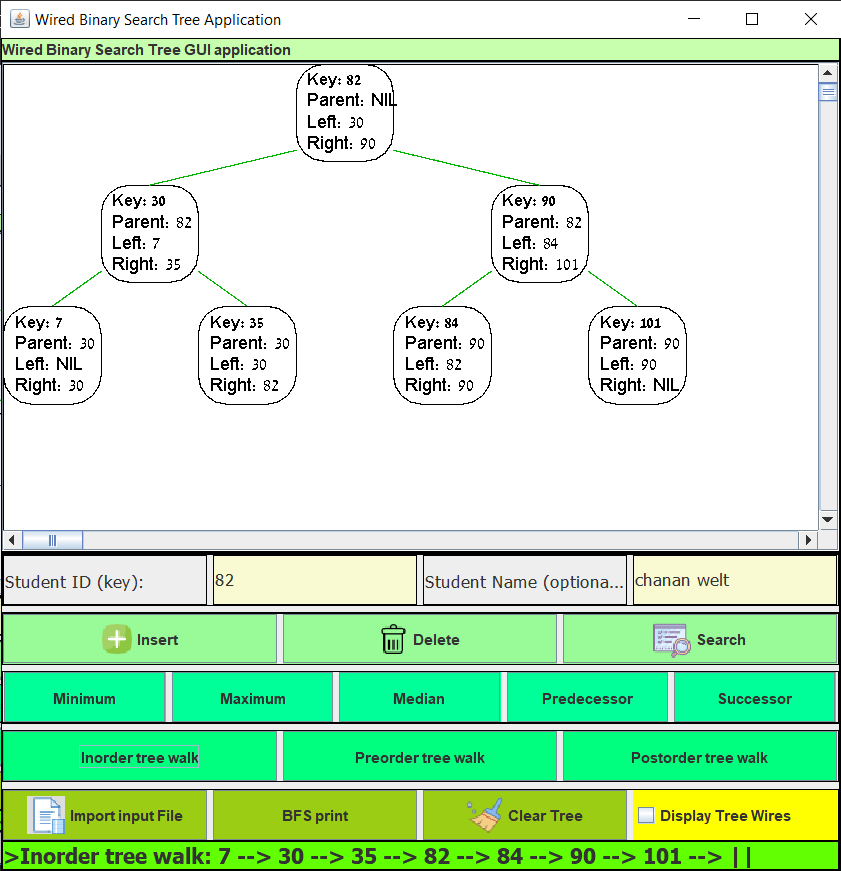 Wired Binary Search Tree Application
Wired Binary Search Tree GUI application
Key: 82
Parent: NIL
Left: 30
Right: 90
Key: 30
Parent: 82
Left: 7
Right: 35
Key: 90
Parent: 82
Left: 84
Right: 101
Key: 7
Parent: 30
Left: NIL
Right: 30
Key: 35
Parent: 30
Left: 30
Right: 82
Key: 84
Parent: 90
Left: 82
Right: 90
Key: 101
Parent: 90
Left: 90
Right: NIL
Student ID (key): 82 Student Name (optiona... chanan welt
Insert Delete Search
Minimum Maximum Median Predecessor Successor
Inorder tree walk Preorder tree walk Postorder tree walk
Import input File BFS print Clear Tree Display Tree Wires
>Inorder tree walk: 7 --> 30 --> 35 --> 82 --> 84 --> 90 --> 101 --> ||